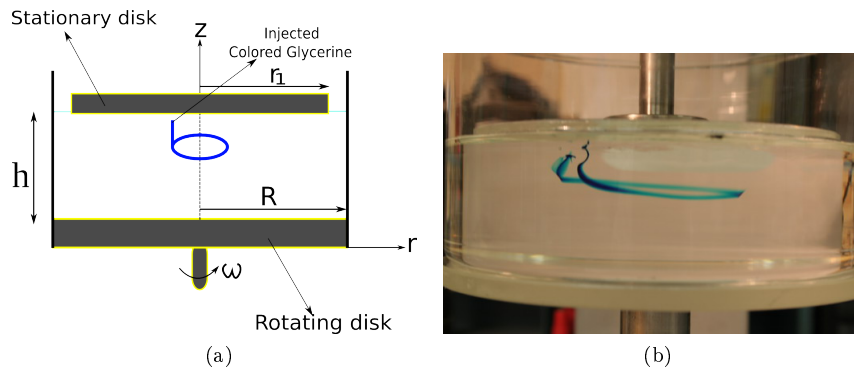 Stationary disk
z
Injected
Colored Glycerine
r1
h
R
r
ω
Rotating disk
(a)
(b)